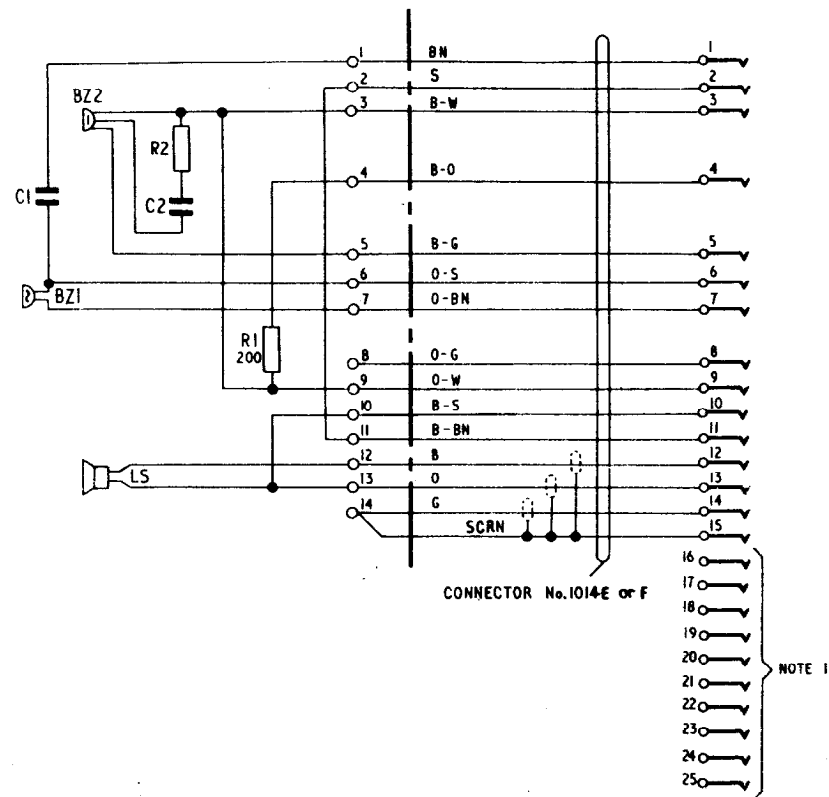 1 BN 1
2 S 2
BZ2 3 B-W 3
R2
4 B-O 4
C1 C2
5 B-G 5
6 O-S 6
BZ1 7 O-BN 7
R1
200 8 O-G 8
9 O-W 9
10 B-S 10
11 B-BN 11
12 B 12
LS 13 O 13
14 G 14
SCRN 15
16
CONNECTOR No.1014E or F
17
18
19
20
NOTE 1
21
22
23
24
25